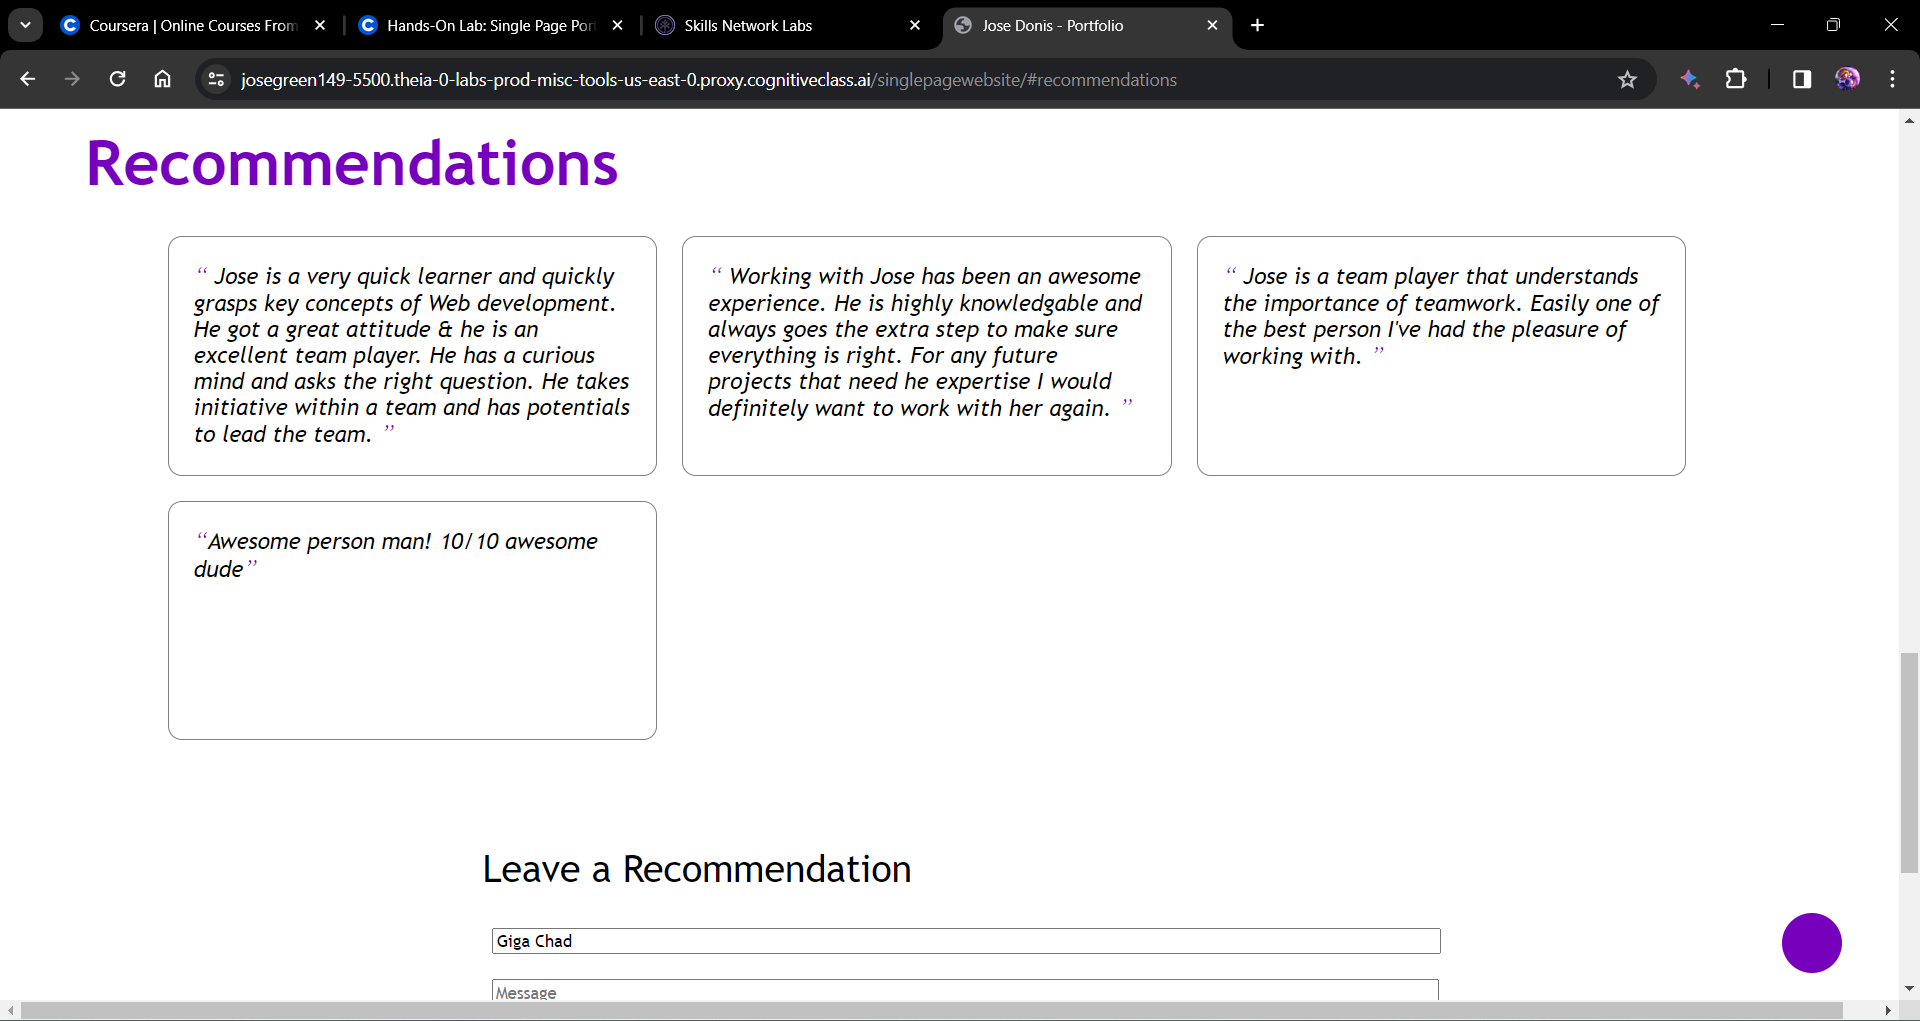 Coursera | Online Courses From
Hands-On Lab: Single Page Por
Skills Network Labs
Jose Donis - Portfolio
josegreen149-5500.theia-0-labs-prod-misc-tools-us-east-0.proxy.cognitiveclass.ai/singlepagewebsite/#recommendations
Recommendations
“ Jose is a very quick learner and quickly
grasps key concepts of Web development.
He got a great attitude & he is an
excellent team player. He has a curious
mind and asks the right question. He takes
initiative within a team and has potentials
to lead the team. ”
“ Working with Jose has been an awesome
experience. He is highly knowledgable and
always goes the extra step to make sure
everything is right. For any future
projects that need he expertise I would
definitely want to work with her again. ”
“ Jose is a team player that understands
the importance of teamwork. Easily one of
the best person I've had the pleasure of
working with. ”
“Awesome person man! 10/10 awesome
dude”
Leave a Recommendation
Giga Chad
Message